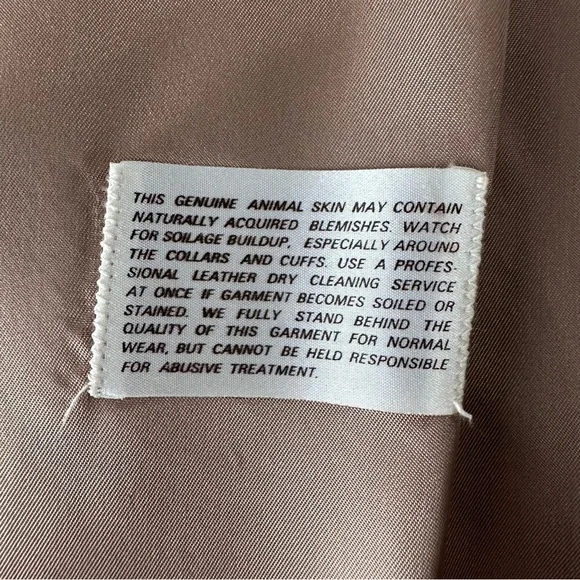 THIS GENUINE ANIMAL SKIN MAY CONTAIN
NATURALLY ACQUIRED BLEMISHES. WATCH
FOR SOILAGE BUILDUP, ESPECIALLY AROUND
THE COLLARS AND CUFFS. USE A PROFES-
SIONAL LEATHER DRY CLEANING SERVICE
AT ONCE IF GARMENT BECOMES SOILED OR
STAINED. WE FULLY STAND BEHIND THE
QUALITY OF THIS GARMENT FOR NORMAL
WEAR, BUT CANNOT BE HELD RESPONSIBLE
FOR ABUSIVE TREATMENT.